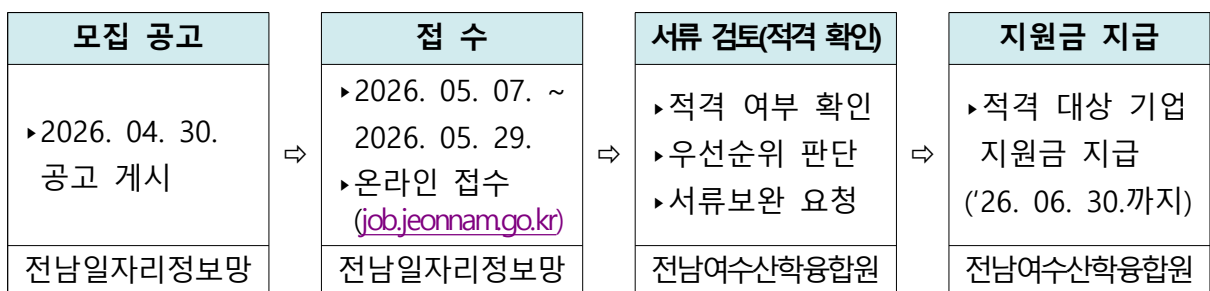 모집 공고
▸2026. 04. 30.
공고 게시
전남일자리정보망
⇨
접 수
▸2026. 05. 07. ~
2026. 05. 29.
▸온라인 접수
(job.jeonnam.go.kr)
전남일자리정보망
⇨
서류 검토(적격 확인)
▸적격 여부 확인
▸우선순위 판단
▸서류보완 요청
전남여수산학융합원
⇨
지원금 지급
▸적격 대상 기업
지원금 지급
('26. 06. 30.까지)
전남여수산학융합원